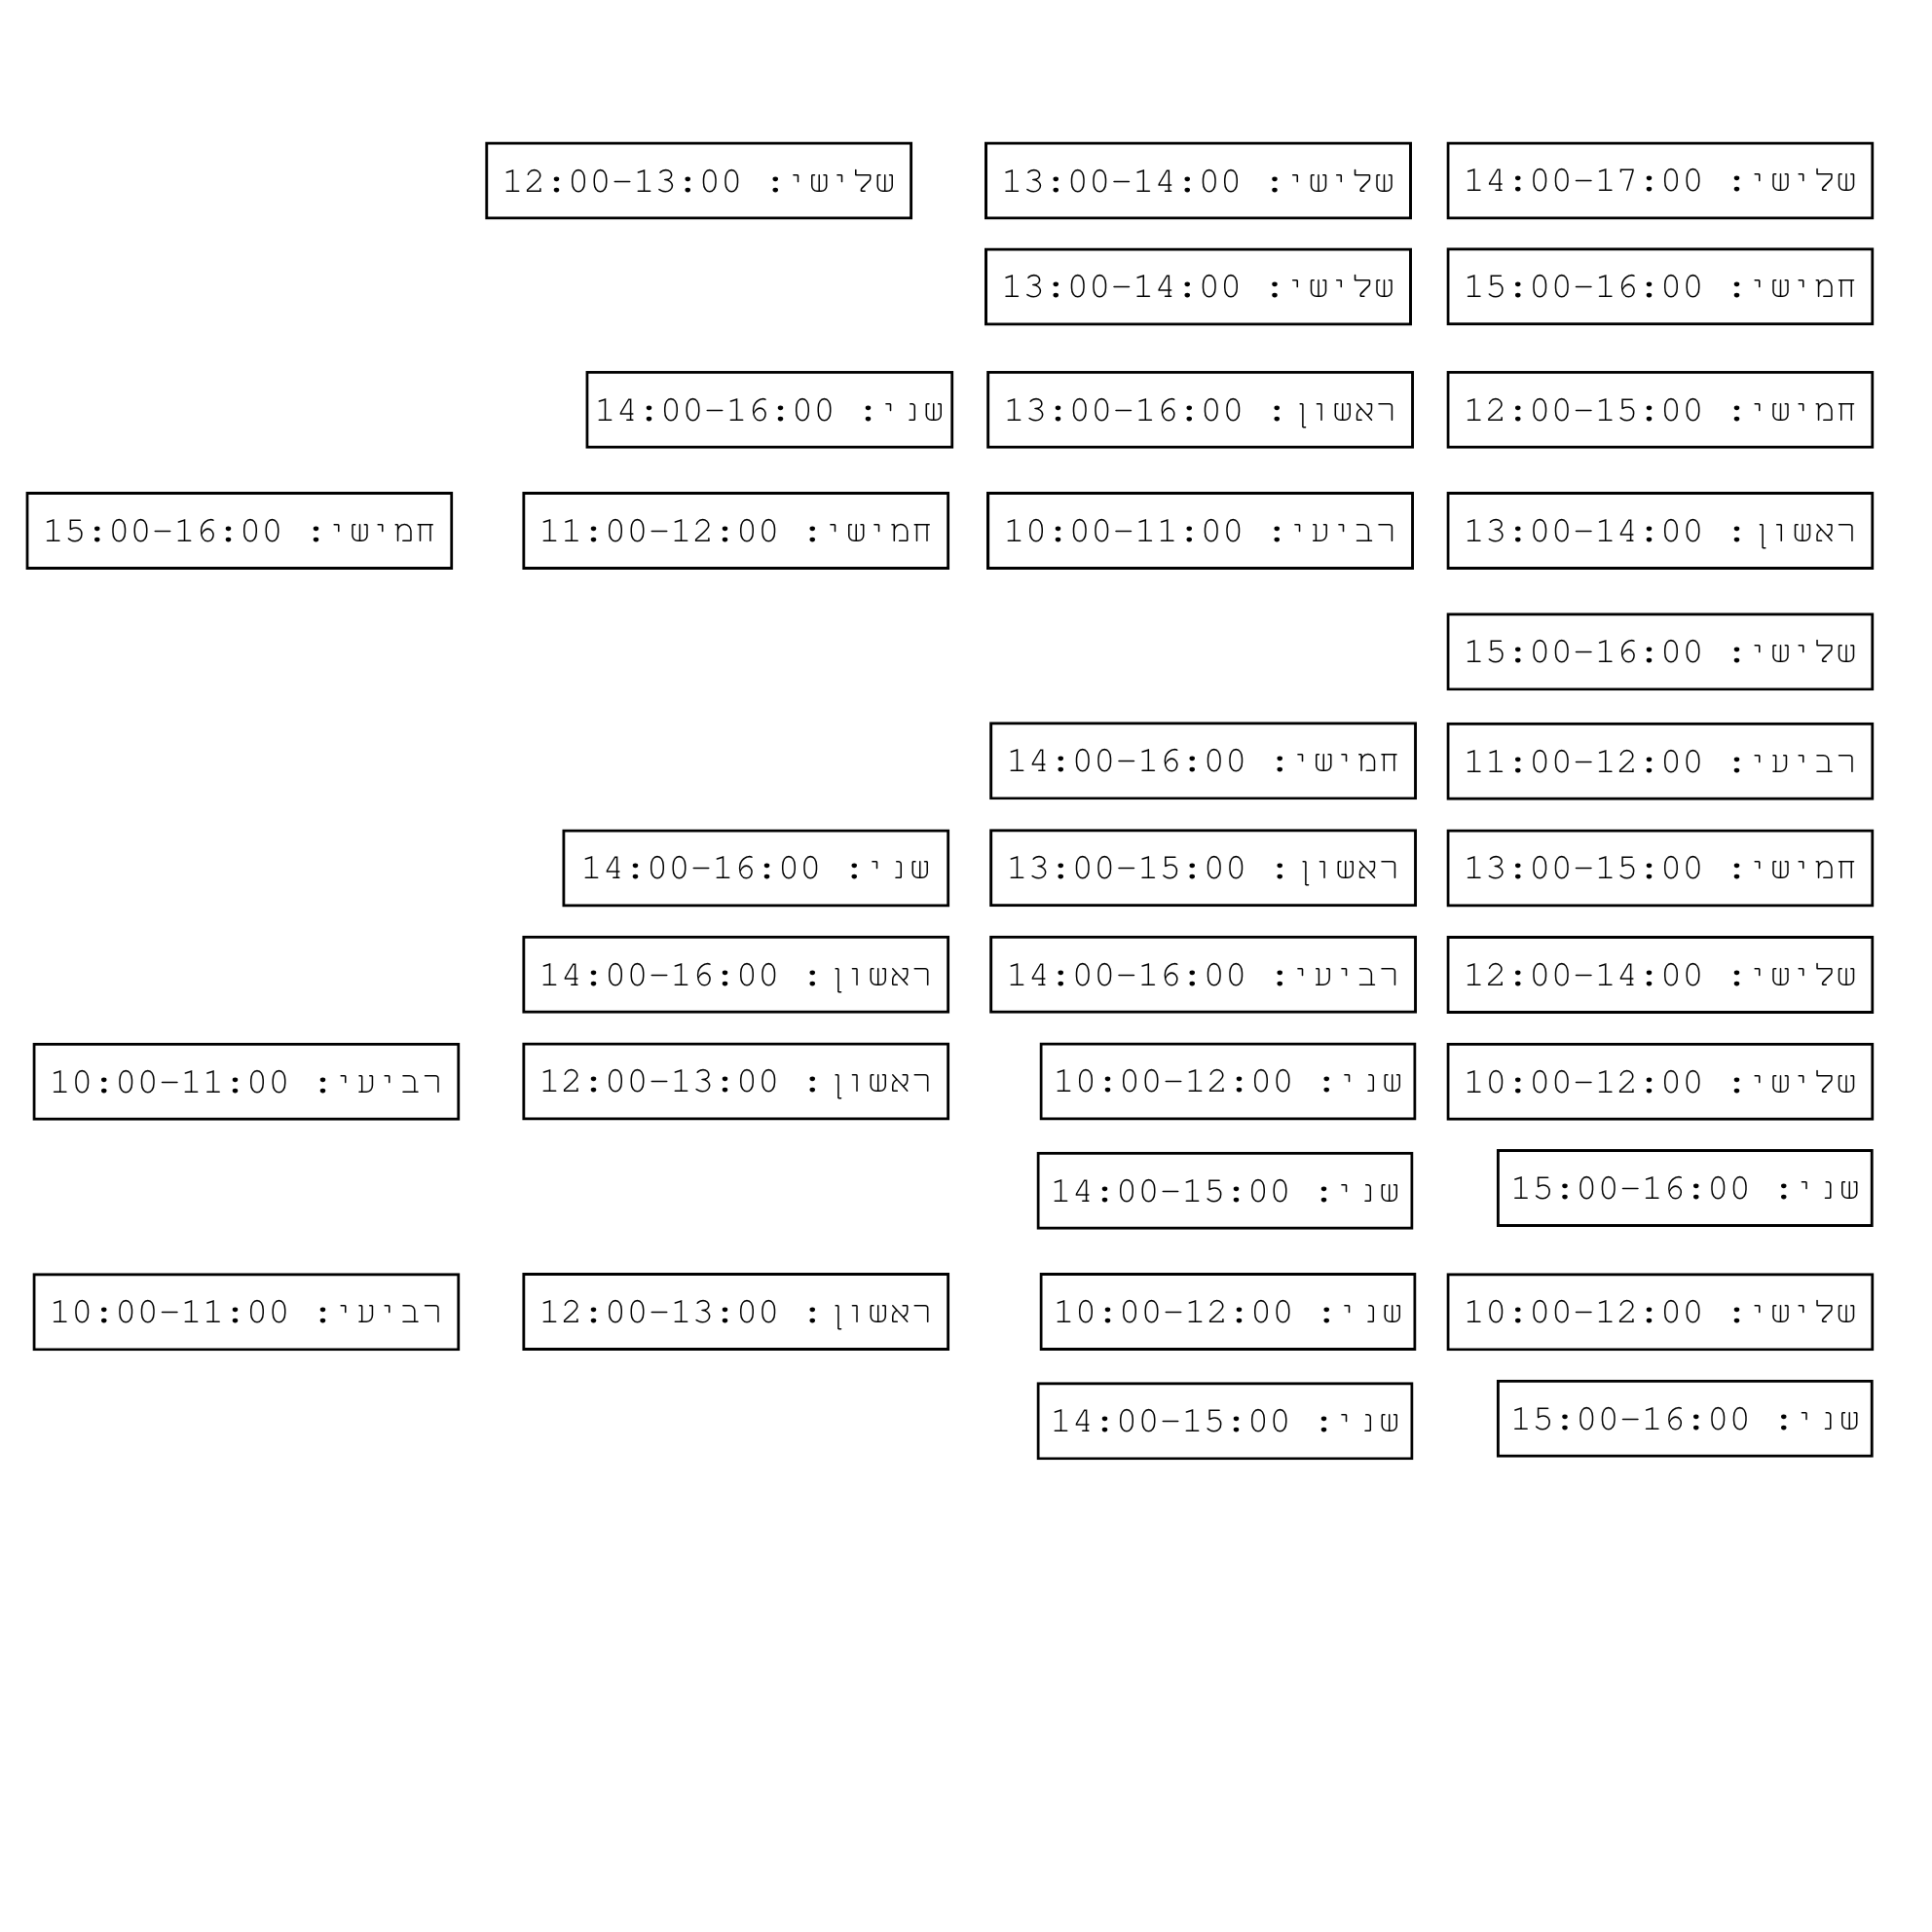 שלישי: 14:00-17:00 שלישי: 13:00-14:00 שלישי: 12:00-13:00
חמישי: 15:00-16:00 שלישי: 13:00-14:00
חמישי: 12:00-15:00 ראשון: 13:00-16:00 שני: 14:00-16:00
ראשון: 13:00-14:00 רביעי: 10:00-11:00 חמישי: 11:00-12:00 חמישי: 15:00-16:00
שלישי: 15:00-16:00
רביעי: 11:00-12:00 חמישי: 14:00-16:00
חמישי: 13:00-15:00 ראשון: 13:00-15:00 שני: 14:00-16:00
שלישי: 12:00-14:00 רביעי: 14:00-16:00 ראשון: 14:00-16:00
שלישי: 10:00-12:00 שני: 10:00-12:00 ראשון: 12:00-13:00 רביעי: 10:00-11:00
שני: 15:00-16:00 שני: 14:00-15:00
שלישי: 10:00-12:00 שני: 10:00-12:00 ראשון: 12:00-13:00 רביעי: 10:00-11:00
שני: 15:00-16:00 שני: 14:00-15:00